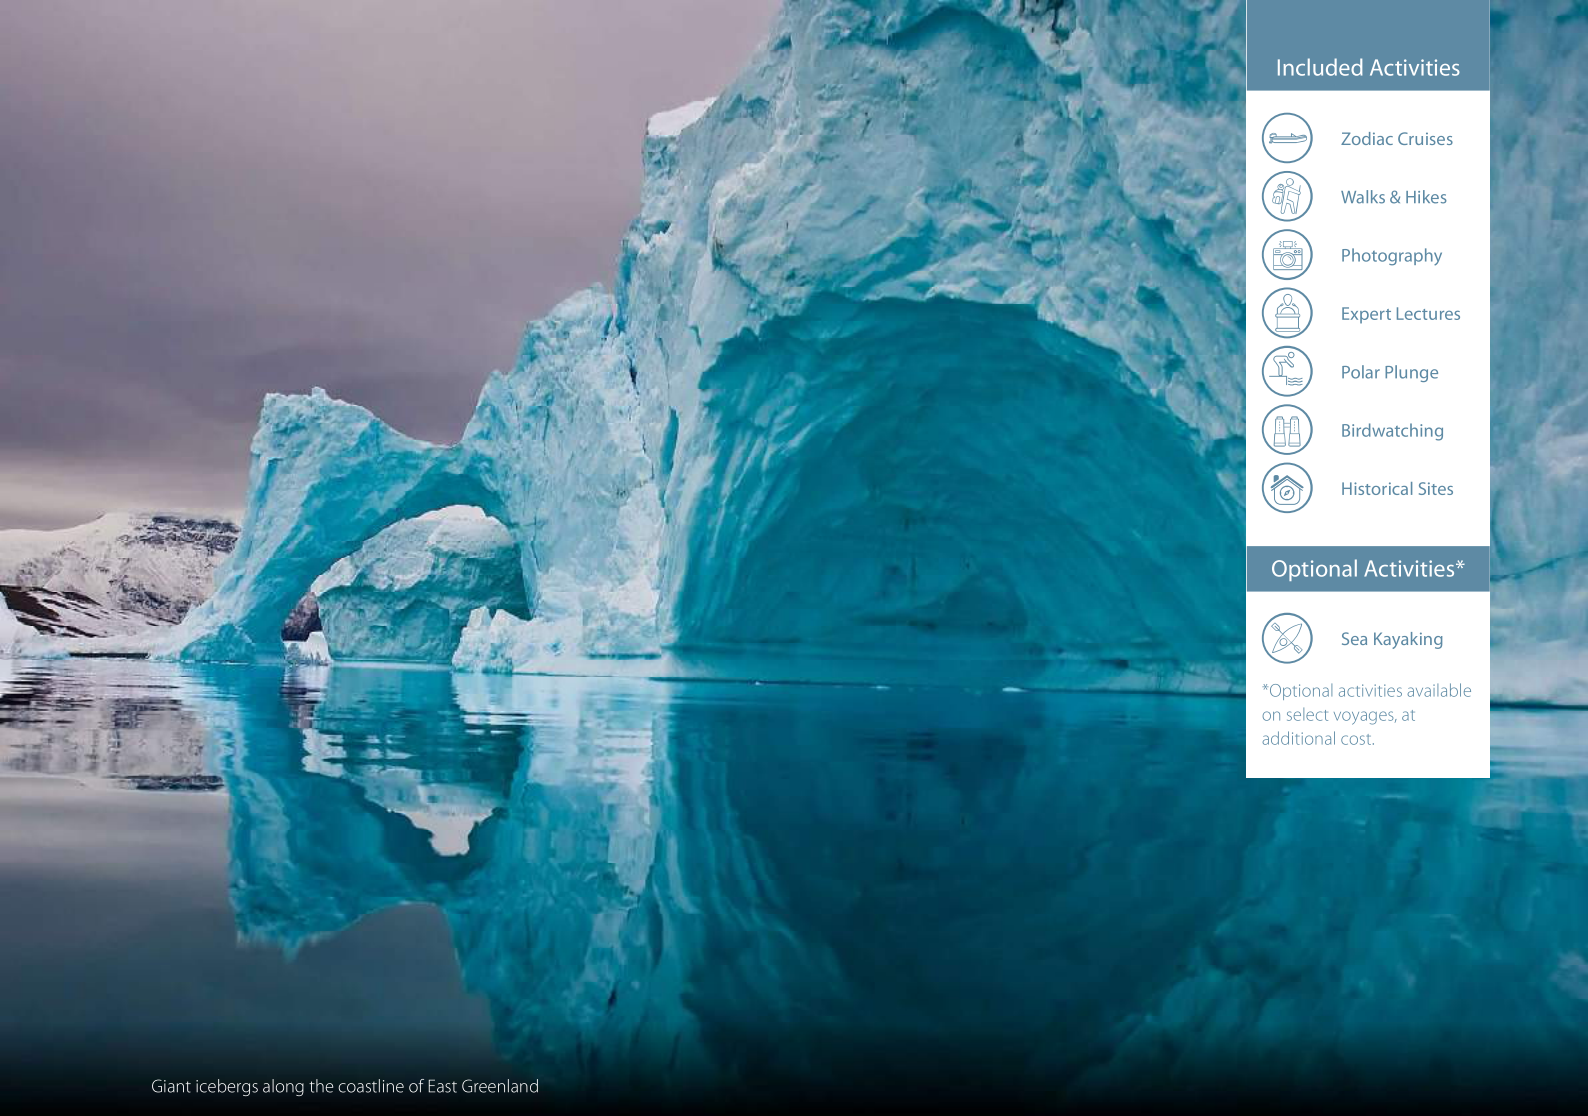 Included Activities
Zodiac Cruises
Walks & Hikes
Photography
Expert Lectures
Polar Plunge
Birdwatching
Historical Sites
Optional Activities*
Sea Kayaking
*Optional activities available
on select voyages, at
additional cost.
Giant icebergs along the coastline of East Greenland